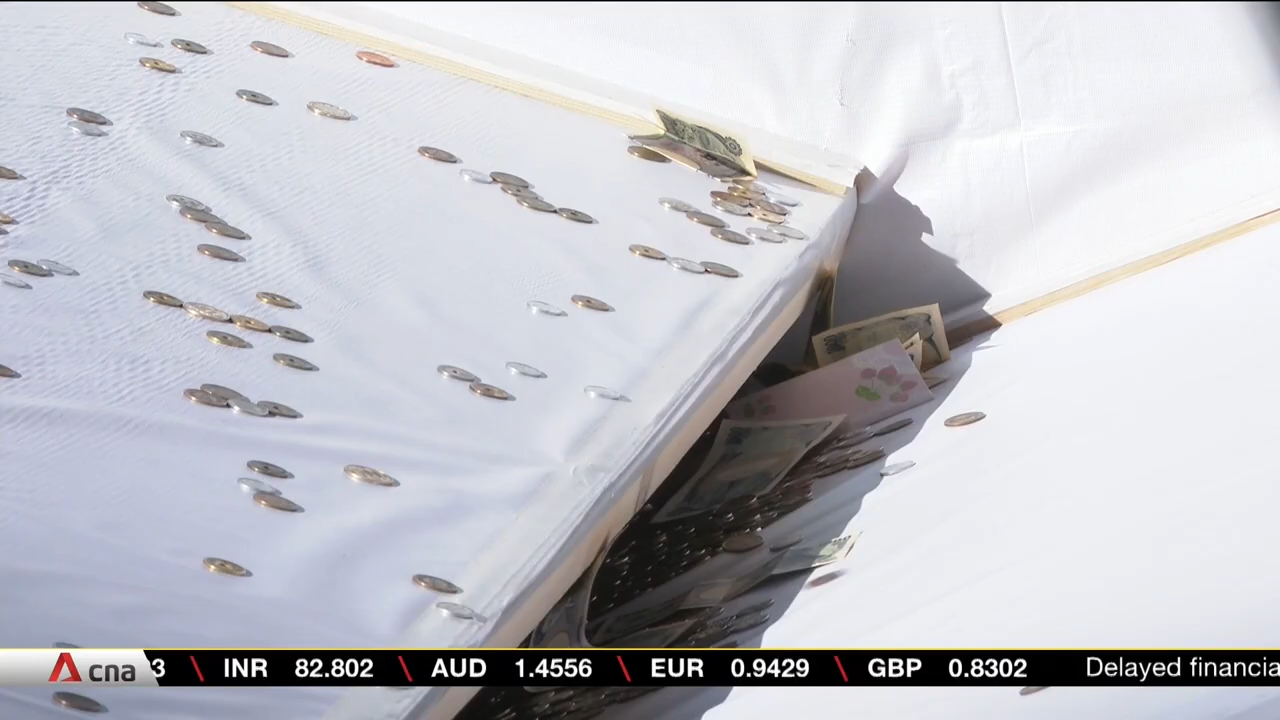 cna 3 \ INR 82.802 \ AUD 1.4556 \ EUR 0.9429 \ GBP 0.8302 Delayed financia